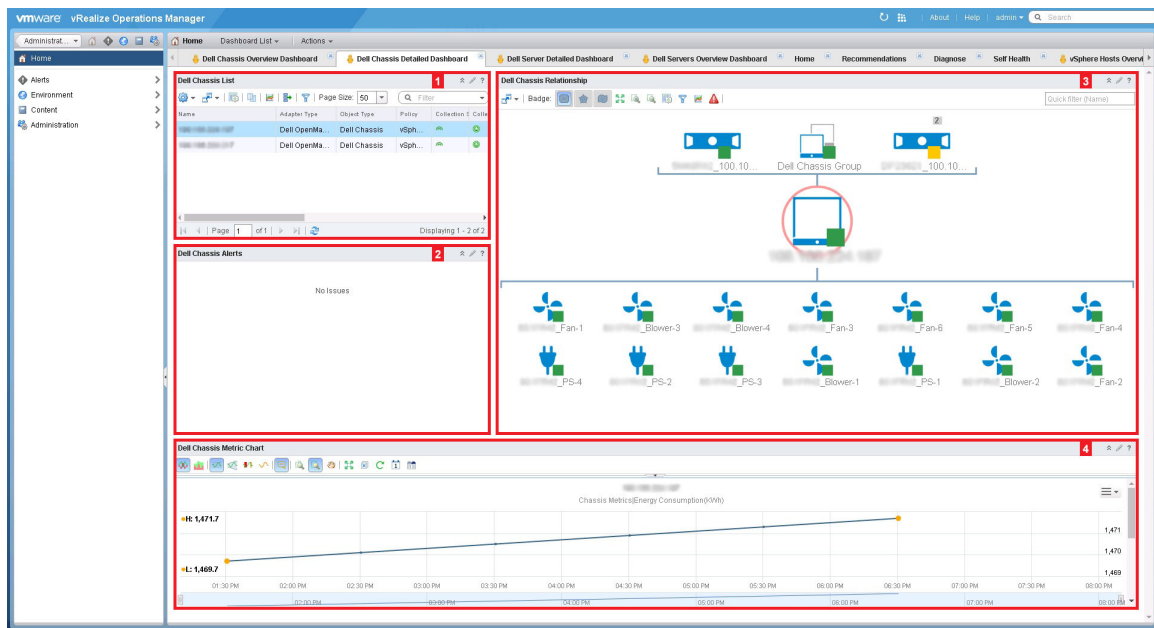 vmware vRealize Operations Manager
About Help admin Search
Administrat...
Home Dashboard List Actions
Home
Dell Chassis Overview Dashboard Dell Chassis Detailed Dashboard Dell Server Detailed Dashboard Dell Servers Overview Dashboard Home Recommendations Diagnose Self Health vSphere Hosts Overvi
Alerts
Environment
Content
Administration
Dell Chassis List 1 ?
Page Size: 50 Filter
Name Adapter Type Object Type Policy Collection Colle
Dell OpenMa... Dell Chassis vSph...
Dell OpenMa... Dell Chassis vSph...
Page 1 of 1 Displaying 1 - 2 of 2
Dell Chassis Alerts 2 ?
No Issues
Dell Chassis Relationship 3 ?
Badge: Quick filter (Name)
2
_100.10... Dell Chassis Group _100.10...
_Fan-1 _Blower-3 _Blower-4 _Fan-3 _Fan-6 _Fan-5 _Fan-4
_PS-4 _PS-2 _PS-3 _Blower-1 _PS-1 _Blower-2 _Fan-2
Dell Chassis Metric Chart 4 ?
Chassis Metrics|Energy Consumption(KWh)
H: 1,471.7
1,471
1,470
L: 1,469.7
1,469
01:30 PM 02:00 PM 02:30 PM 03:00 PM 03:30 PM 04:00 PM 04:30 PM 05:00 PM 05:30 PM 06:00 PM 06:30 PM 07:00 PM 07:30 PM 08:00 PM
02:00 PM 03:00 PM 04:00 PM 05:00 PM 06:00 PM 07:00 PM 08:00 PM